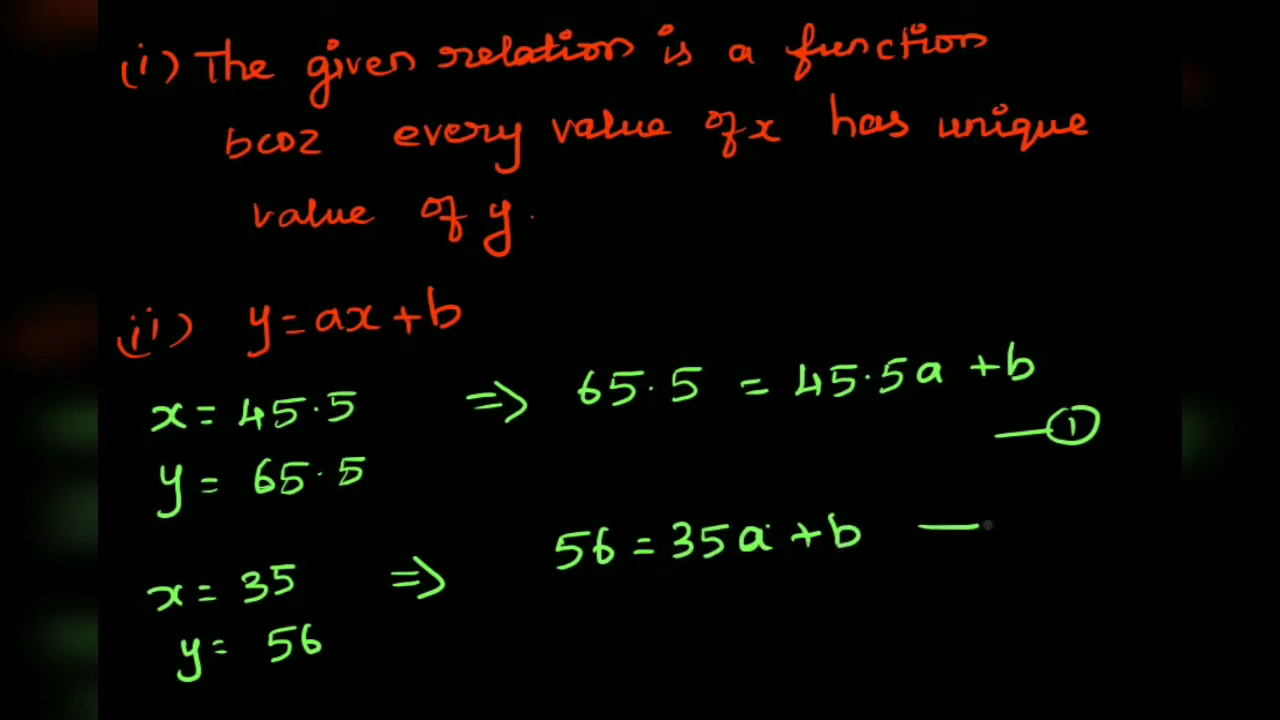 (i) The given relation is a function
bcoz every value of x has unique
value of y.
(ii) y = ax + b
x = 45.5 ⇒ 65.5 = 45.5a + b
— ①
y = 65.5
x = 35 ⇒ 56 = 35a + b —
y = 56